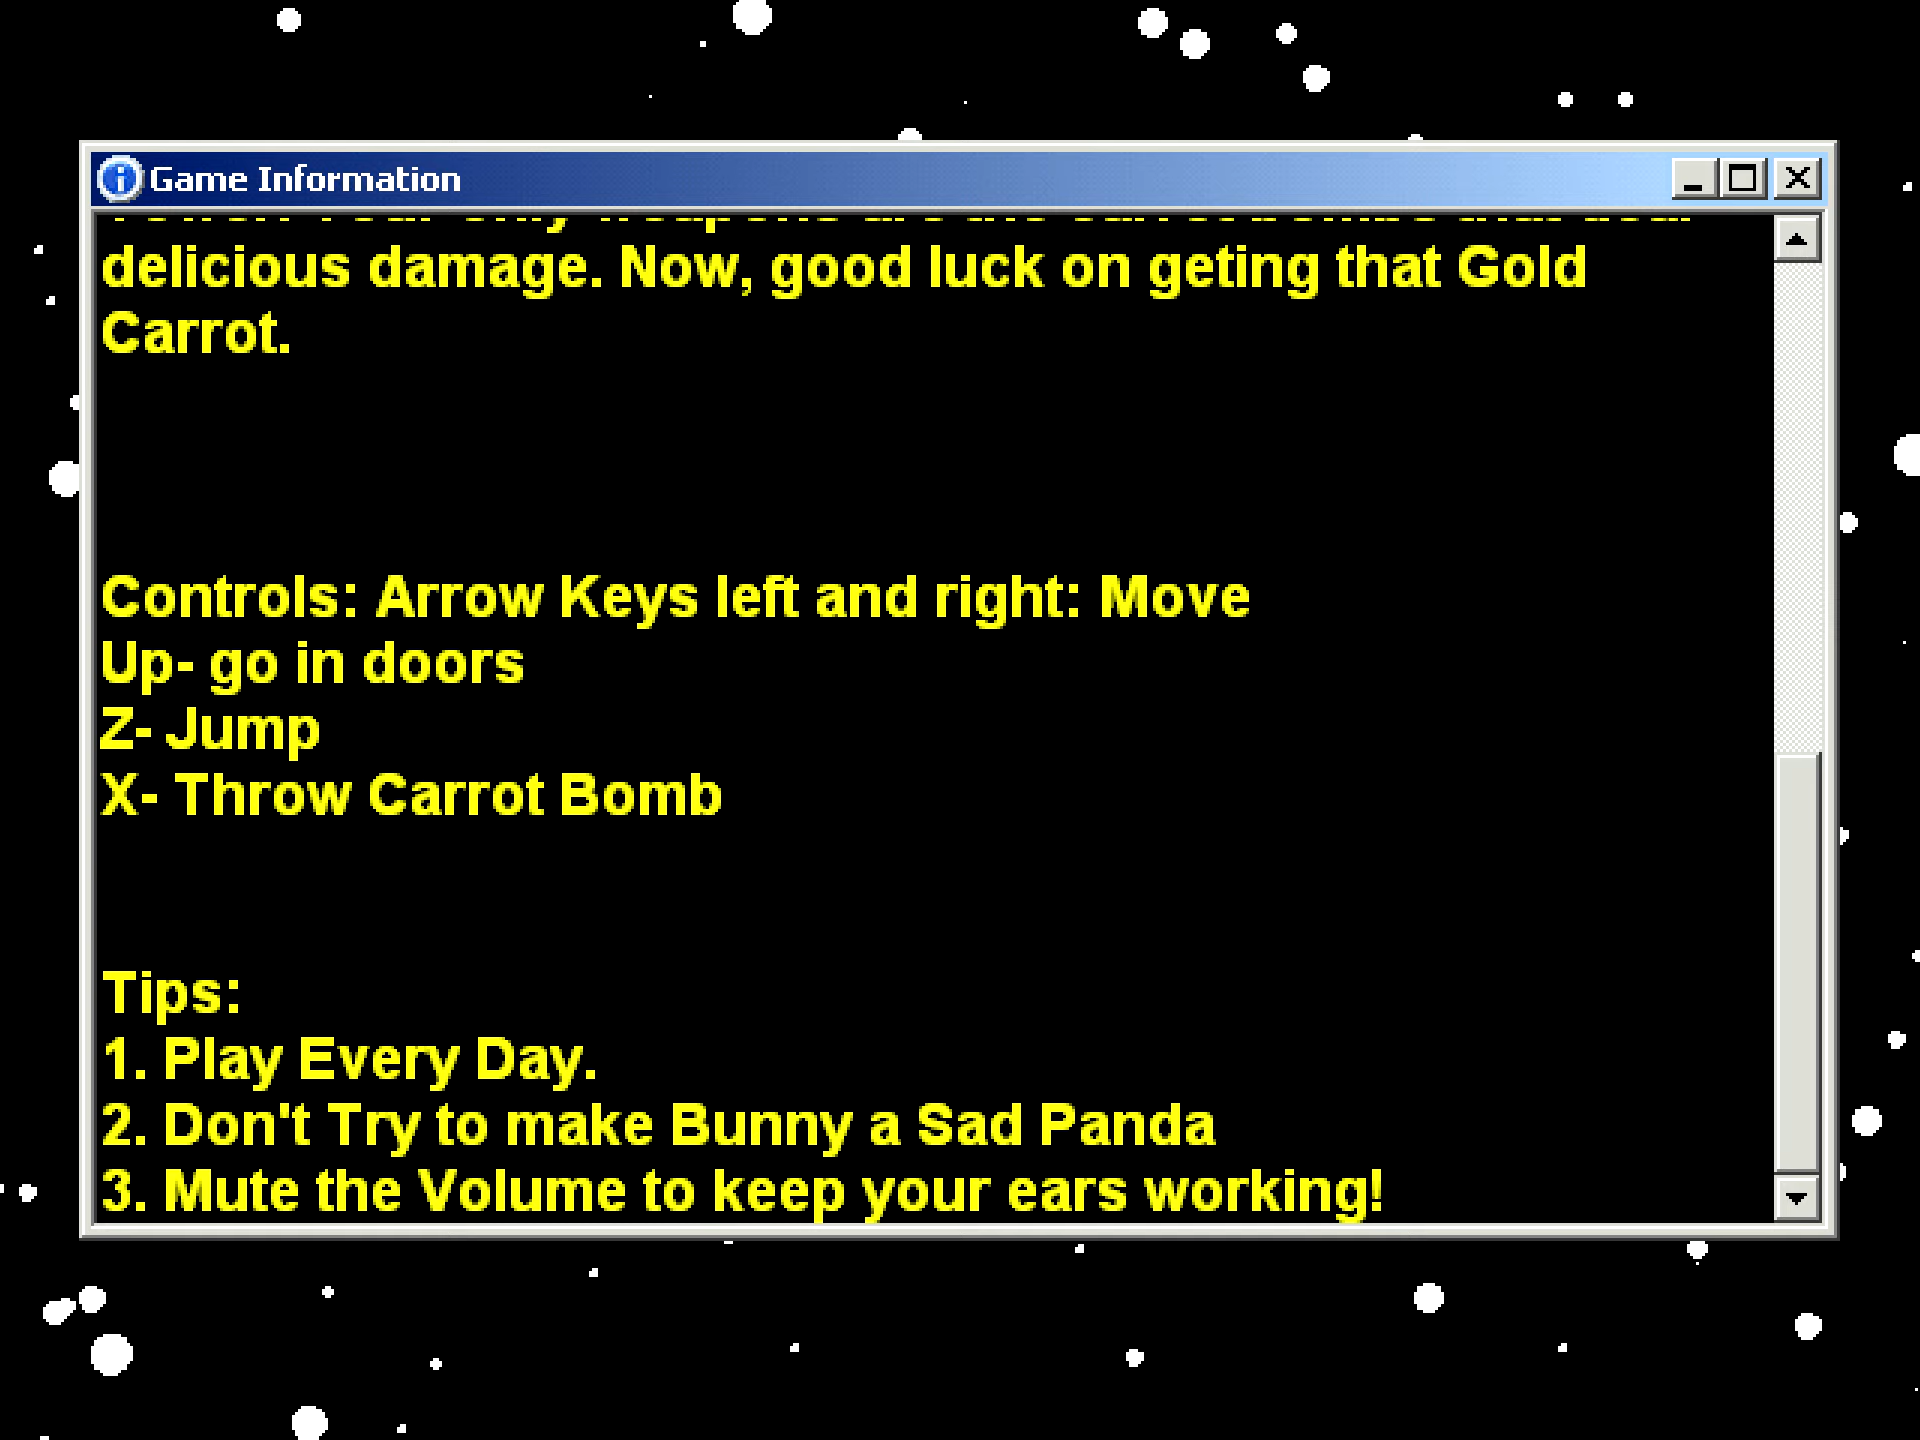 Game Information
delicious damage. Now, good luck on geting that Gold
Carrot.
Controls: Arrow Keys left and right: Move
Up- go in doors
Z- Jump
X- Throw Carrot Bomb
Tips:
1. Play Every Day.
2. Don't Try to make Bunny a Sad Panda
3. Mute the Volume to keep your ears working!